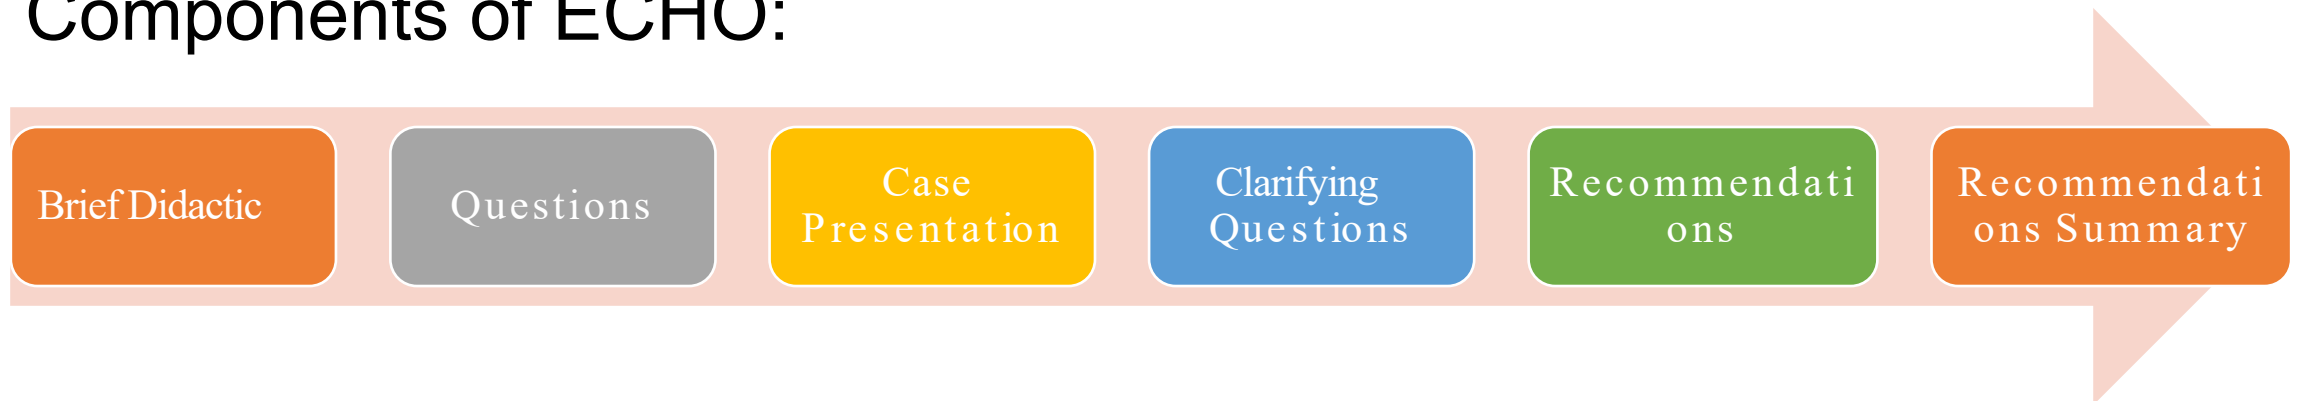 Components of ECHO:
Brief Didactic
Questions
Case
Presentation
Clarifying
Questions
Recommendati
ons
Recommendati
ons Summary